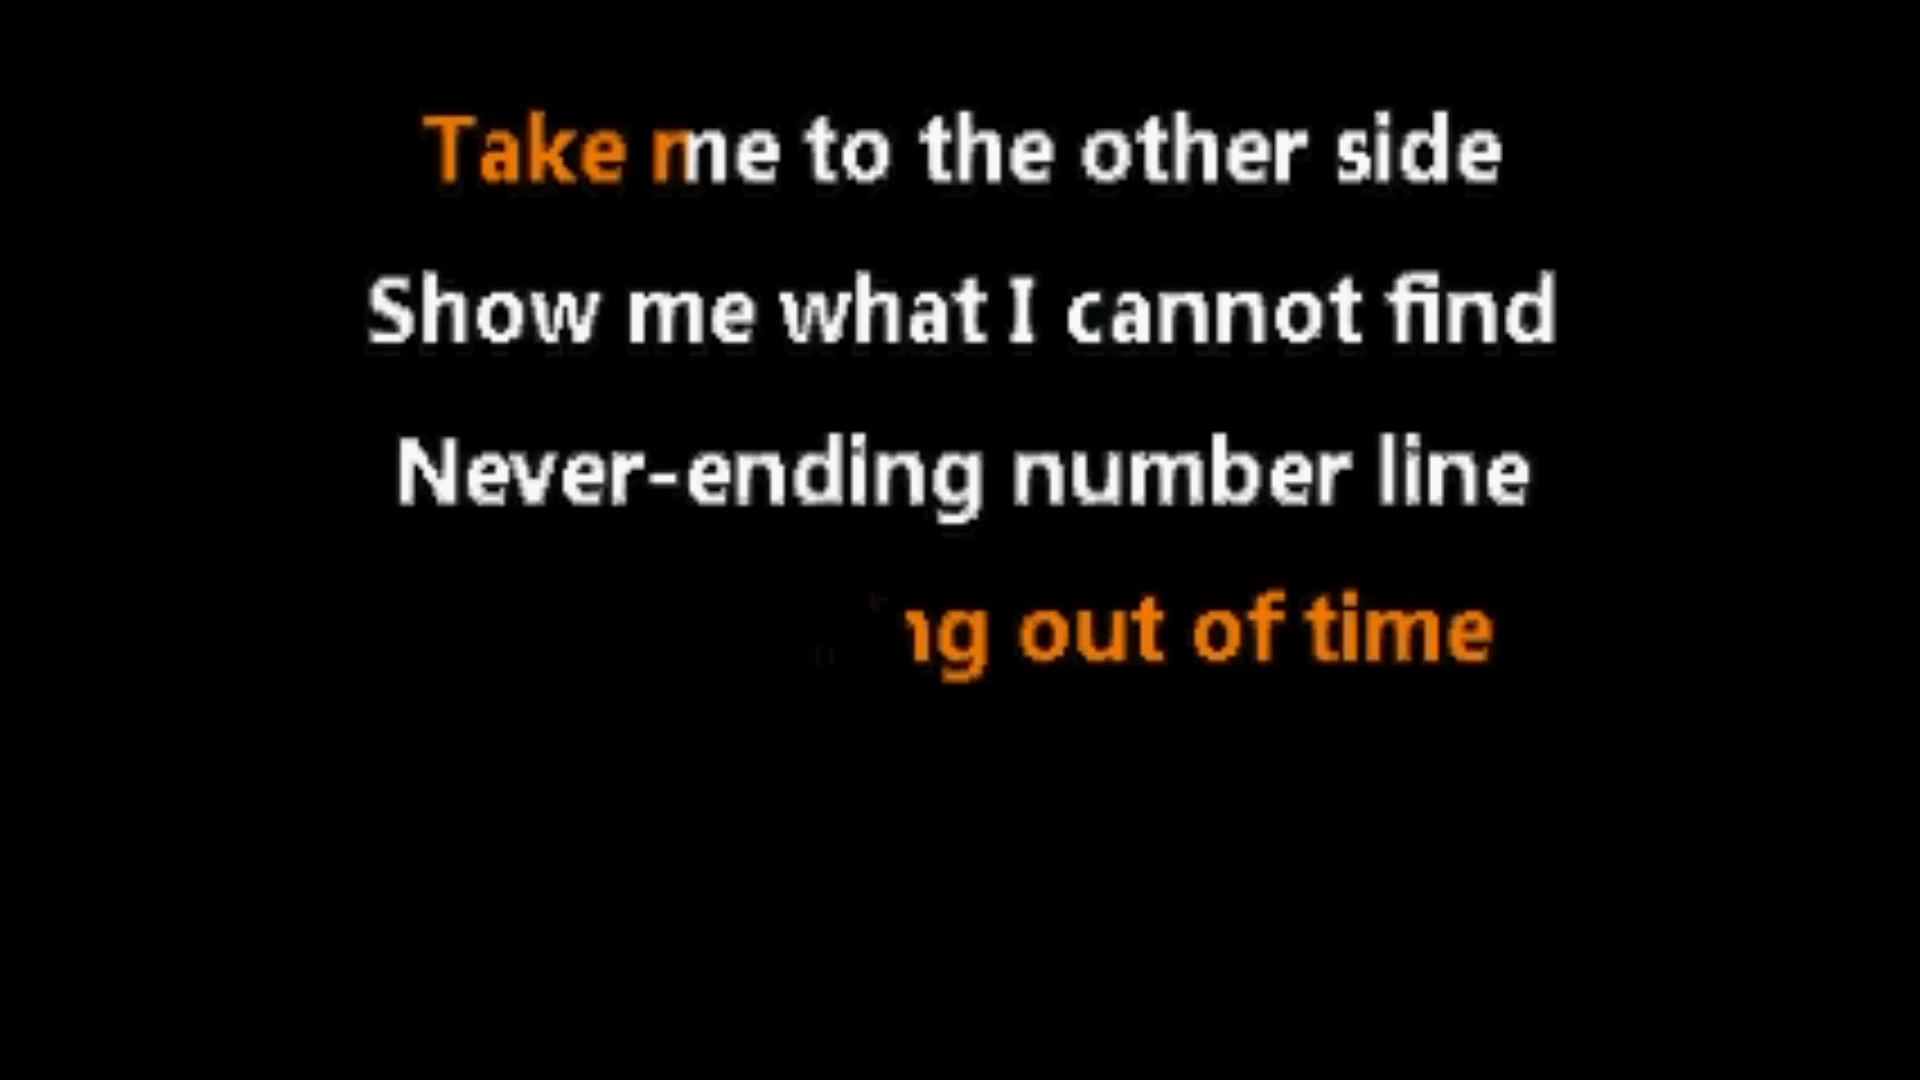 Take me to the other side
Show me what I cannot find
Never-ending number line
ng out of time